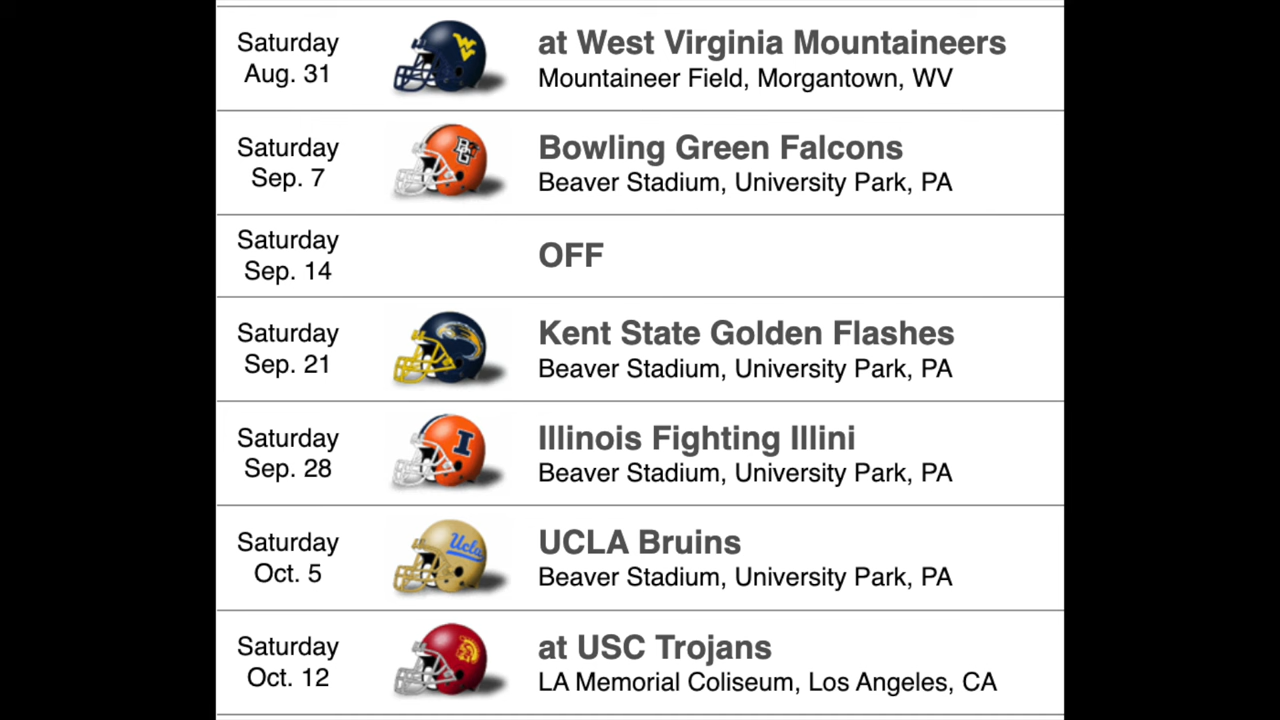 Saturday
Aug. 31
at West Virginia Mountaineers
Mountaineer Field, Morgantown, WV
Saturday
Sep. 7
BG
Bowling Green Falcons
Beaver Stadium, University Park, PA
Saturday
Sep. 14
OFF
Saturday
Sep. 21
Kent State Golden Flashes
Beaver Stadium, University Park, PA
Saturday
Sep. 28
I
Illinois Fighting Illini
Beaver Stadium, University Park, PA
Saturday
Oct. 5
Ucla
UCLA Bruins
Beaver Stadium, University Park, PA
Saturday
Oct. 12
at USC Trojans
LA Memorial Coliseum, Los Angeles, CA